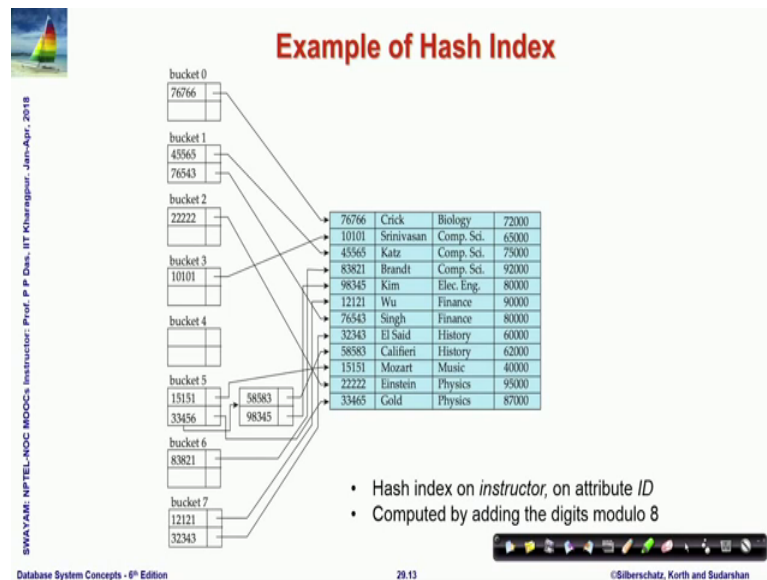 Example of Hash Index
SWAYAM: NPTEL-NOC MOOCs Instructor: Prof. P P Das, IIT Kharagpur. Jan-Apr, 2018
bucket 0
76766
bucket 1
45565
76543
bucket 2
22222
bucket 3
10101
bucket 4
bucket 5
15151
33456
58583
98345
bucket 6
83821
bucket 7
12121
32343
76766 Crick Biology 72000
10101 Srinivasan Comp. Sci. 65000
45565 Katz Comp. Sci. 75000
83821 Brandt Comp. Sci. 92000
98345 Kim Elec. Eng. 80000
12121 Wu Finance 90000
76543 Singh Finance 80000
32343 El Said History 60000
58583 Califieri History 62000
15151 Mozart Music 40000
22222 Einstein Physics 95000
33465 Gold Physics 87000
• Hash index on instructor, on attribute ID
• Computed by adding the digits modulo 8
Database System Concepts - 6th Edition
29.13
©Silberschatz, Korth and Sudarshan